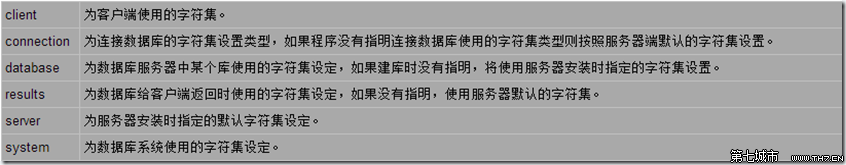 client 为客户端使用的字符集。
connection 为连接数据库的字符集设置类型，如果程序没有指明连接数据库使用的字符集类型则按照服务器端默认的字符集设置。
database 为数据库服务器中某个库使用的字符集设定，如果建库时没有指明，将使用服务器安装时指定的字符集设置。
results 为数据库给客户端返回时使用的字符集设定，如果没有指明，使用服务器默认的字符集。
server 为服务器安装时指定的默认字符集设定。
system 为数据库系统使用的字符集设定。
第七城市 www.TH7.CN